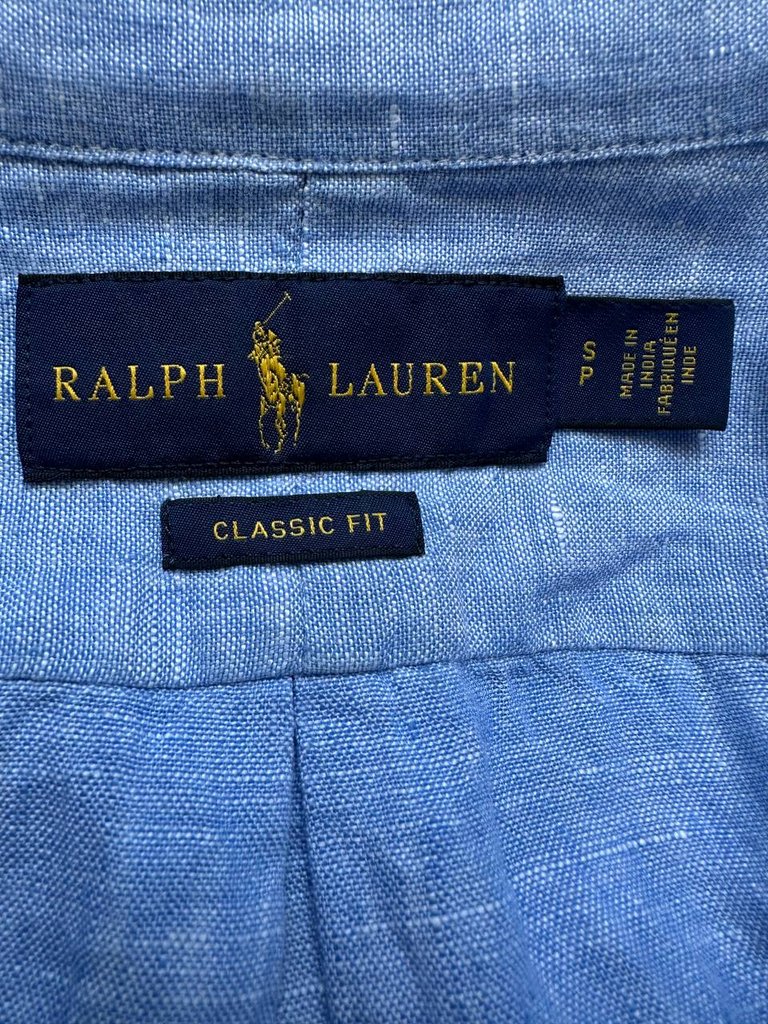 RALPH LAUREN
S
P
MADE IN
INDIA
FABRIQUÉ EN
INDE
CLASSIC FIT